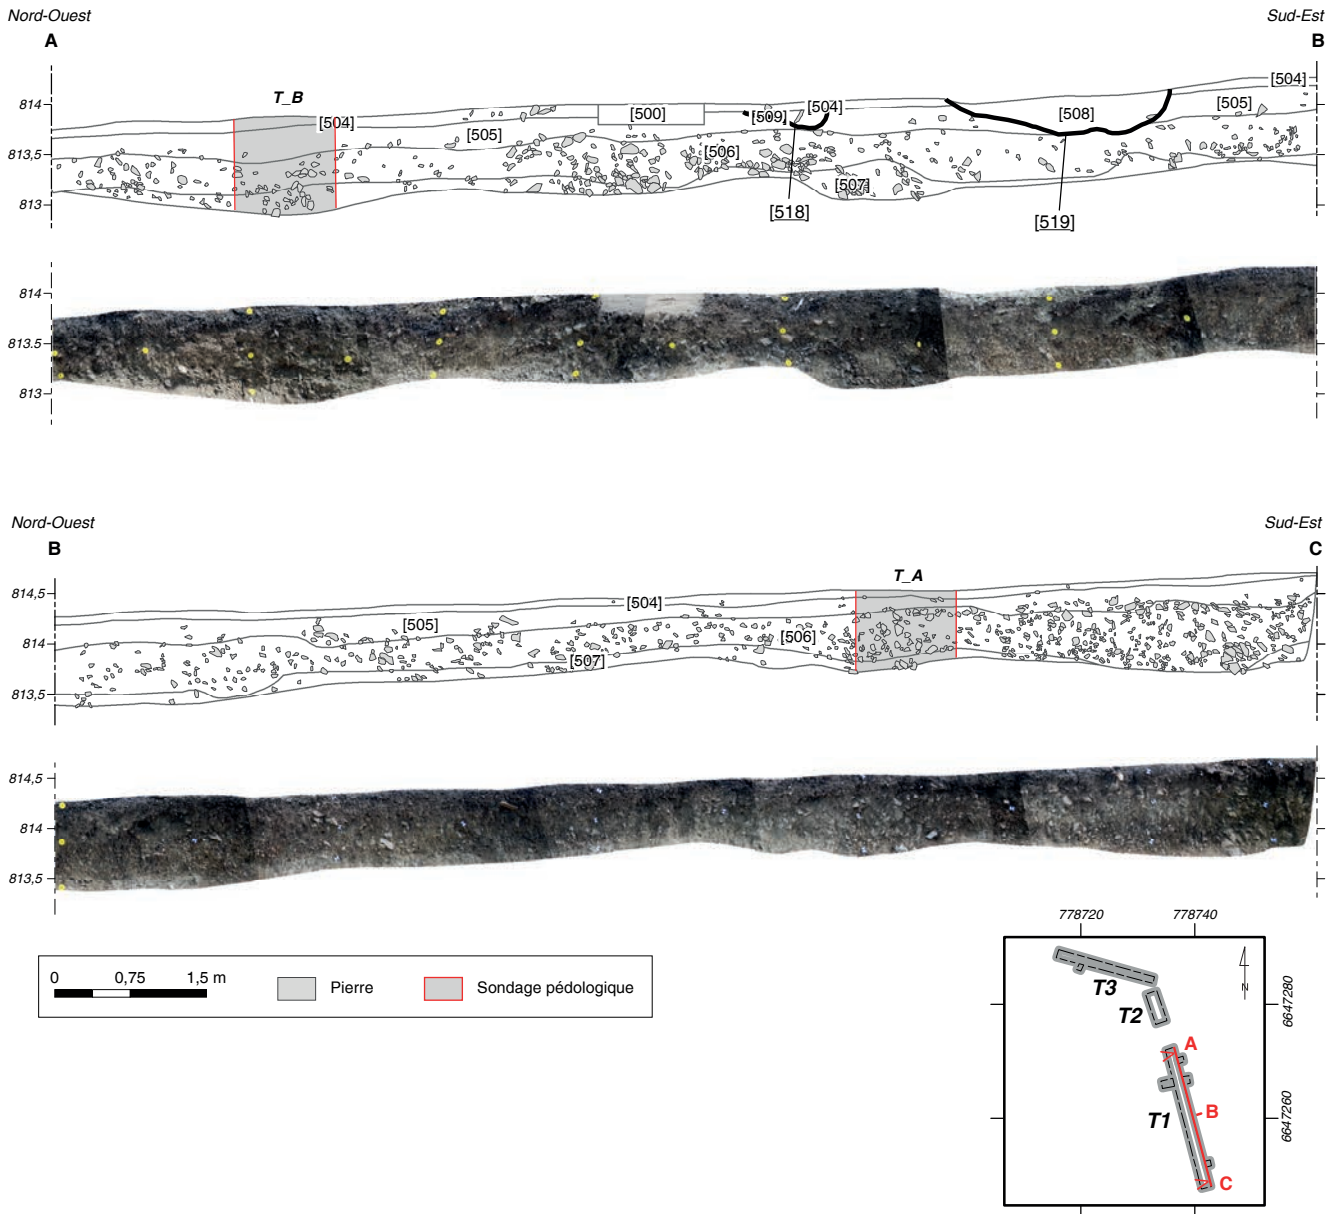 Nord-Ouest Sud-Est
A B
T_B
[504]
814
[504] [505] [500] [509] [504] [508] [505]
813,5
[506]
[507]
813
[518] [519]
814
813.5
813
Nord-Ouest Sud-Est
B C
T_A
814,5
[504]
[505]
814
[506]
[507]
813,5
814,5
814
813,5
0 0,75 1,5 m
Pierre
Sondage pédologique
778720 778740
N
T3
T2
6647280
A
B
T1
6647260
C